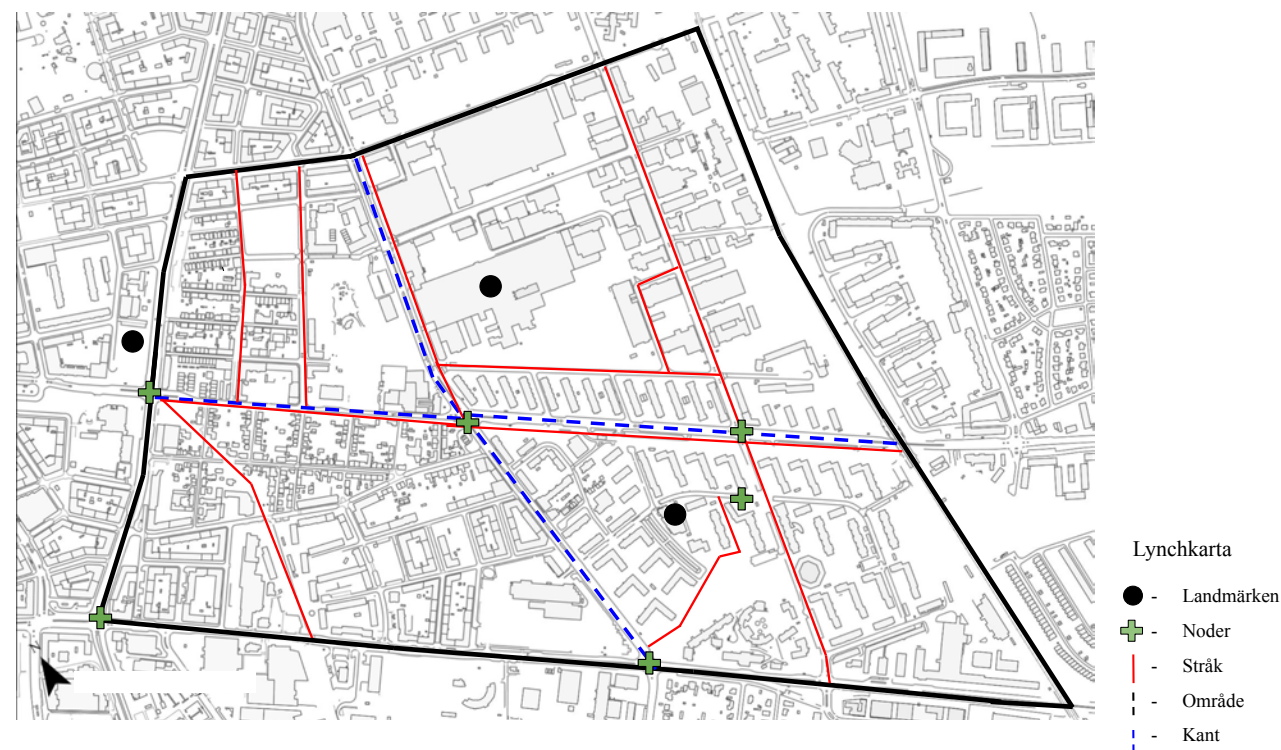 Lynchkarta
- Landmärken
- Noder
- Stråk
- Område
- Kant